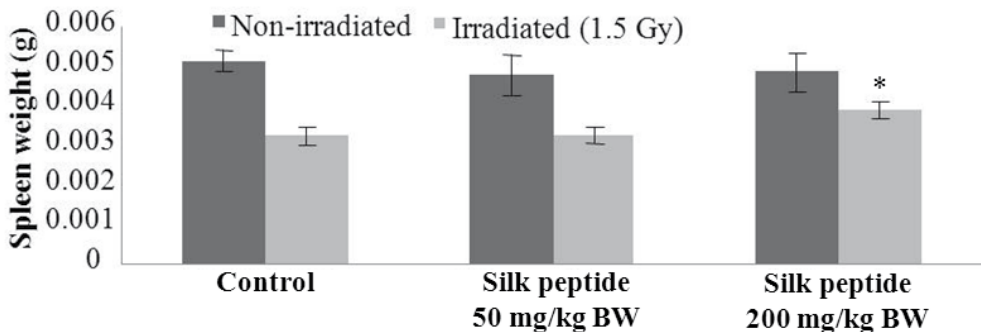 0.006
0.005
0.004
0.003
0.002
0.001
0
Spleen weight (g)
Non-irradiated Irradiated (1.5 Gy)
*
Control
Silk peptide
50 mg/kg BW
Silk peptide
200 mg/kg BW